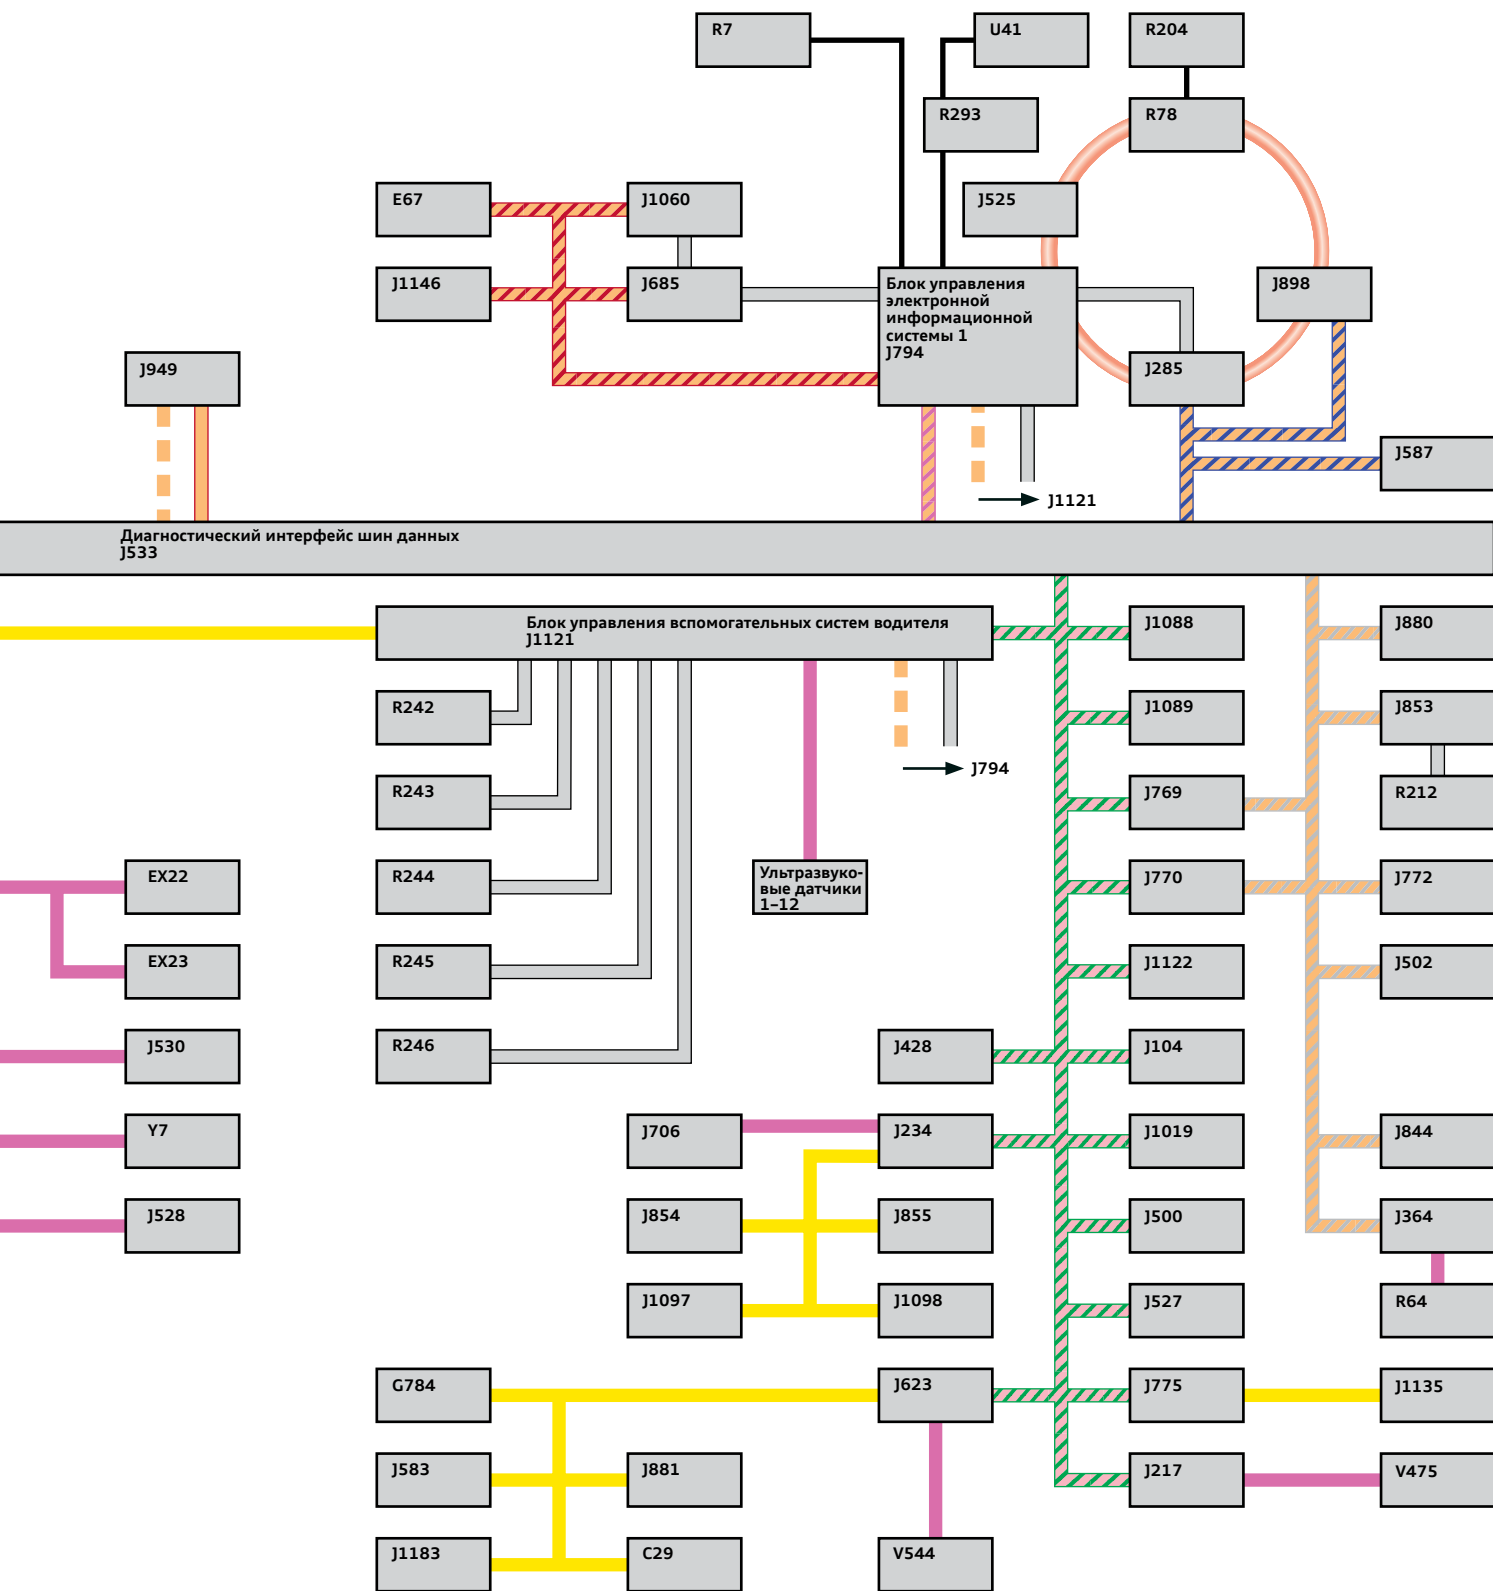 R7
U41
R204
R293
R78
E67
J1060
J525
J1146
J685
Блок управления
электронной
информационной
системы 1
J794
J898
J949
J285
J587
J1121
Диагностический интерфейс шин данных
J533
Блок управления вспомогательных систем водителя
J1121
J1088
J880
R242
J1089
J853
J794
R243
J769
R212
EX22
R244
Ультразвуко-
вые датчики
1–12
J770
J772
EX23
R245
J1122
J502
J530
R246
J428
J104
Y7
J706
J234
J1019
J844
J528
J854
J855
J500
J364
J1097
J1098
J527
R64
G784
J623
J775
J1135
J583
J881
J217
V475
J1183
C29
V544